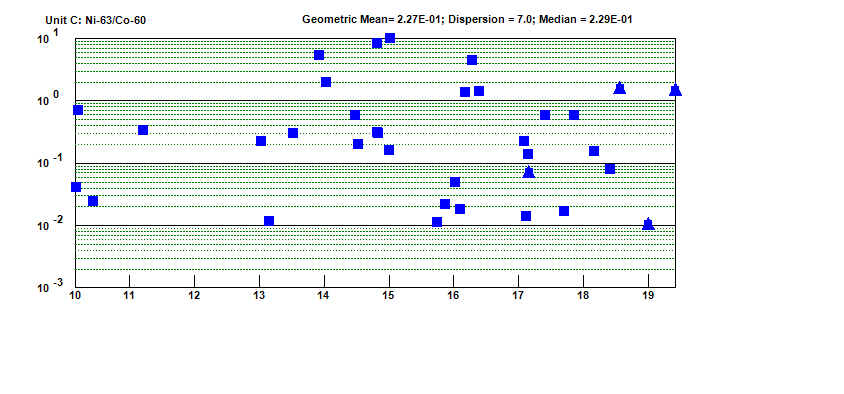 Unit C: Ni-63/Co-60 Geometric Mean= 2.27E-01; Dispersion = 7.0; Median = 2.29E-01
10 1
10 0
10 -1
10 -2
10 -3
10 11 12 13 14 15 16 17 18 19